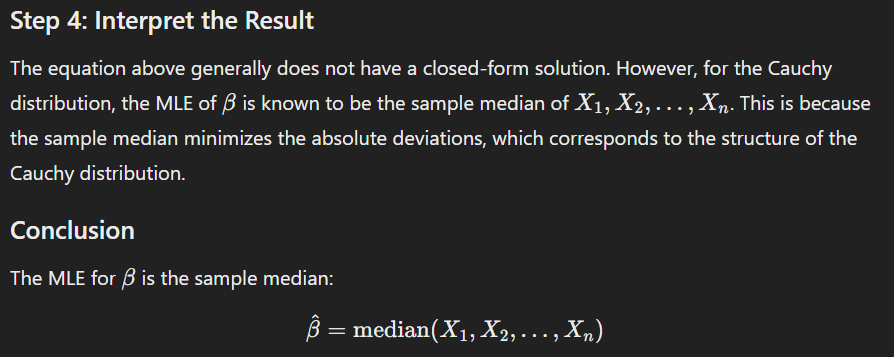 Step 4: Interpret the Result
The equation above generally does not have a closed-form solution. However, for the Cauchy
distribution, the MLE of β is known to be the sample median of X₁, X₂, . . . , Xₙ. This is because
the sample median minimizes the absolute deviations, which corresponds to the structure of the
Cauchy distribution.
Conclusion
The MLE for β is the sample median:
β̂ = median(X₁, X₂, . . . , Xₙ)